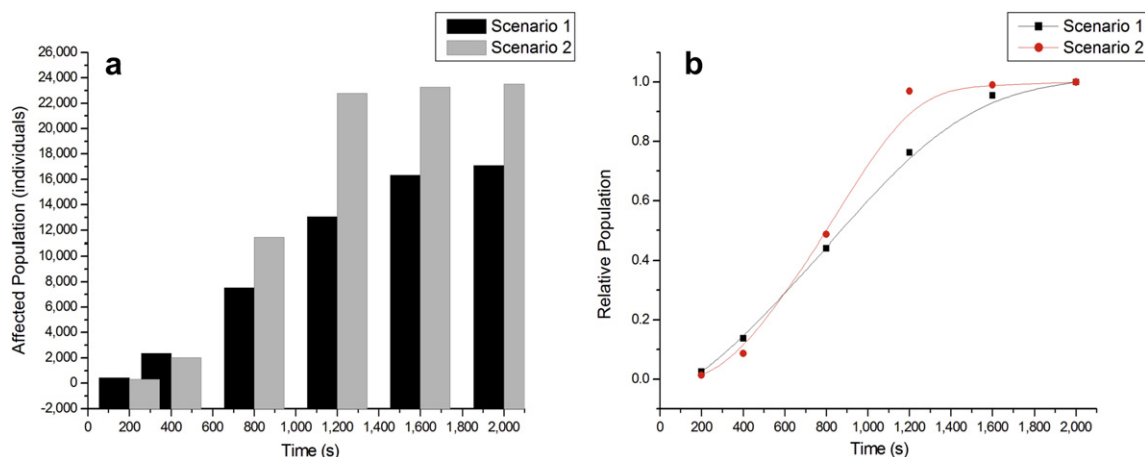 Scenario 1
Scenario 2
a
26,000
24,000
22,000
20,000
18,000
16,000
14,000
12,000
10,000
8,000
6,000
4,000
2,000
0
-2,000
Affected Population (individuals)
0 200 400 600 800 1,000 1,200 1,400 1,600 1,800 2,000
Time (s)
Scenario 1
Scenario 2
b
1.0
0.8
0.6
0.4
0.2
0.0
Relative Population
0 200 400 600 800 1,000 1,200 1,400 1,600 1,800 2,000
Time (s)